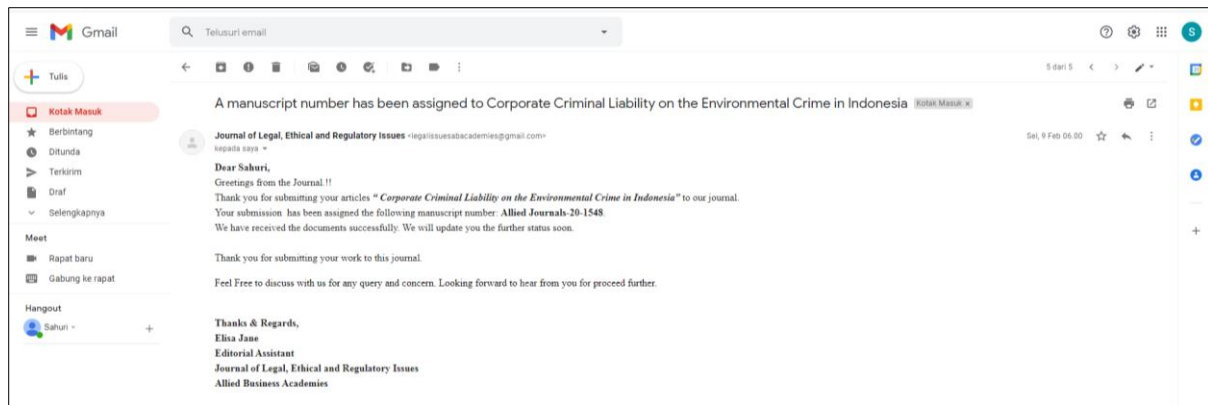 Gmail
Telusuri email
S
Tulis
5 dari 5
Kotak Masuk
Berbintang
Ditunda
Terkirim
Draf
Selengkapnya
Meet
Rapat baru
Gabung ke rapat
Hangout
Sahuri
A manuscript number has been assigned to Corporate Criminal Liability on the Environmental Crime in Indonesia Kotak Masuk x
Journal of Legal, Ethical and Regulatory Issues <legalissuesabacademies@gmail.com>
Sel, 9 Feb 06.00
kepada saya
Dear Sahuri,
Greetings from the Journal.!!
Thank you for submitting your articles “ Corporate Criminal Liability on the Environmental Crime in Indonesia” to our journal.
Your submission has been assigned the following manuscript number: Allied Journals-20-1548.
We have received the documents successfully. We will update you the further status soon.
Thank you for submitting your work to this journal.
Feel Free to discuss with us for any query and concern. Looking forward to hear from you for proceed further.
Thanks & Regards,
Elisa Jane
Editorial Assistant
Journal of Legal, Ethical and Regulatory Issues
Allied Business Academies